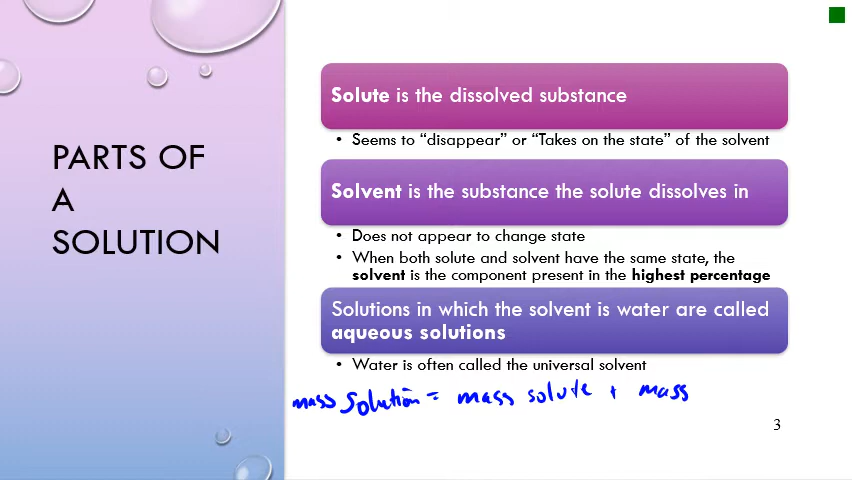 PARTS OF
A
SOLUTION
Solute is the dissolved substance
• Seems to “disappear” or “Takes on the state” of the solvent
Solvent is the substance the solute dissolves in
• Does not appear to change state
• When both solute and solvent have the same state, the
solvent is the component present in the highest percentage
Solutions in which the solvent is water are called
aqueous solutions
• Water is often called the universal solvent
mass solution = mass solute + mass
3